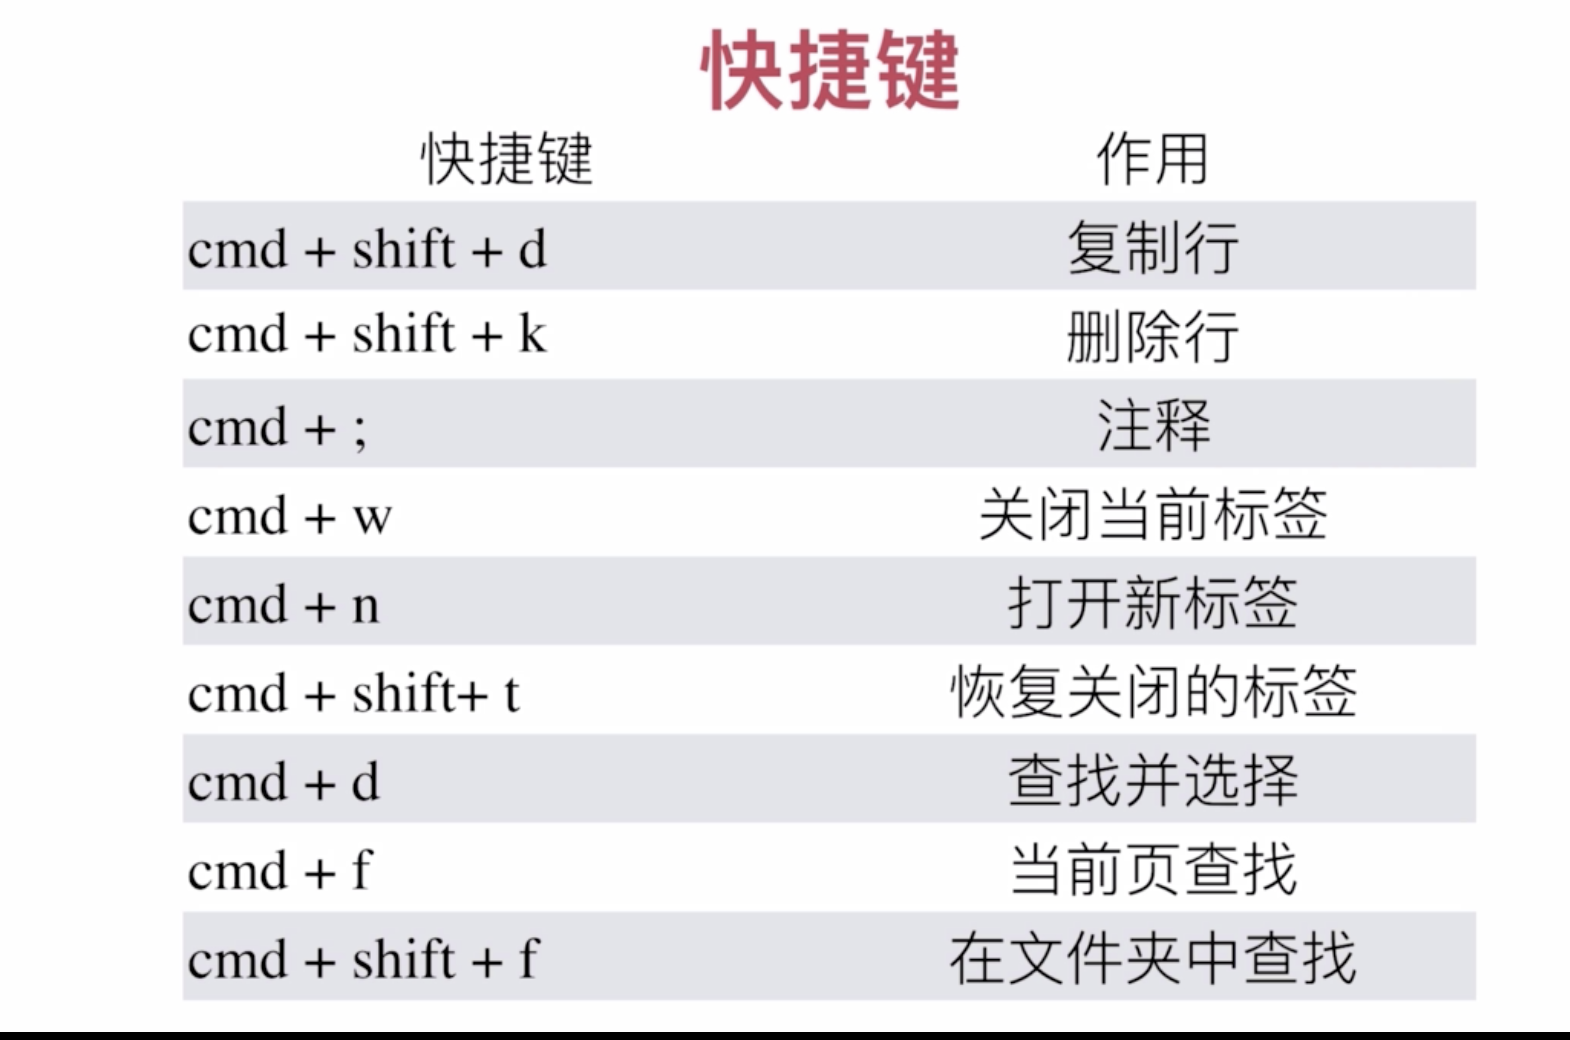 快捷键
快捷键 作用
cmd + shift + d 复制行
cmd + shift + k 删除行
cmd + ; 注释
cmd + w 关闭当前标签
cmd + n 打开新标签
cmd + shift+ t 恢复关闭的标签
cmd + d 查找并选择
cmd + f 当前页查找
cmd + shift + f 在文件夹中查找